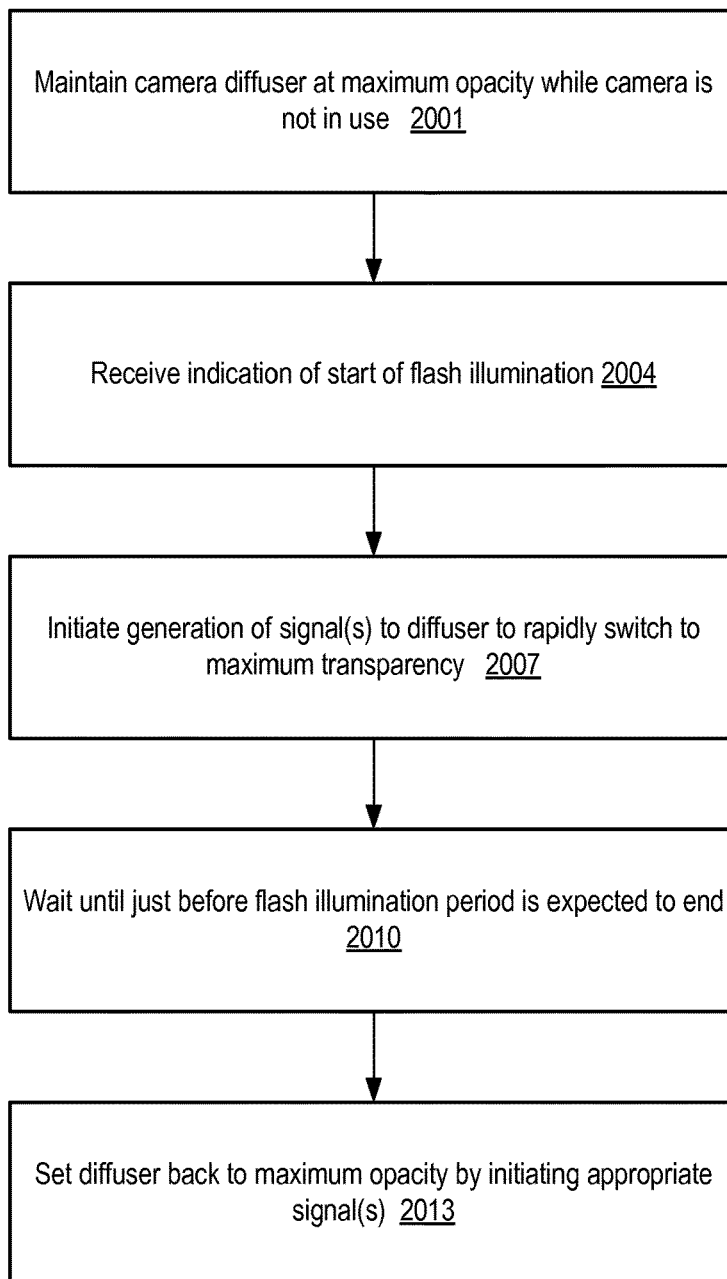 Maintain camera diffuser at maximum opacity while camera is
not in use 2001
Receive indication of start of flash illumination 2004
Initiate generation of signal(s) to diffuser to rapidly switch to
maximum transparency 2007
Wait until just before flash illumination period is expected to end
2010
Set diffuser back to maximum opacity by initiating appropriate
signal(s) 2013